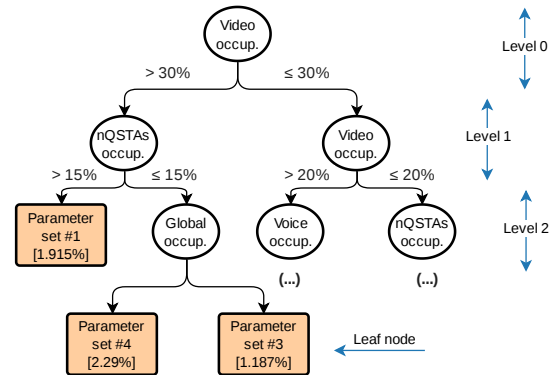 Video
occup.
Level 0
> 30%
≤ 30%
nQSTAs
occup.
Video
occup.
Level 1
> 15%
≤ 15%
> 20%
≤ 20%
Parameter
set #1
[1.915%]
Global
occup.
Voice
occup.
nQSTAs
occup.
Level 2
(...)
(...)
Parameter
set #4
[2.29%]
Parameter
set #3
[1.187%]
Leaf node